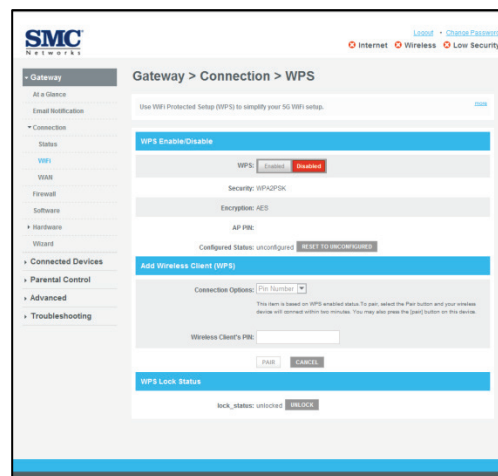 SMC
Networks
Logout • Change Password
Internet Wireless Low Security
Gateway
At a Glance
Email Notification
Connection
Status
WiFi
WAN
Firewall
Software
Hardware
Wizard
Connected Devices
Parental Control
Advanced
Troubleshooting
Gateway > Connection > WPS
Use WiFi Protected Setup (WPS) to simplify your 5G WiFi setup.
more
WPS Enable/Disable
WPS: Enabled Disabled
Security: WPA2PSK
Encryption: AES
AP PIN:
Configured Status: unconfigured RESET TO UNCONFIGURED
Add Wireless Client (WPS)
Connection Options: Pin Number
This item is based on WPS enabled status.To pair, select the Pair button and your wireless
device will connect within two minutes. You may also press the [pair] button on this device.
Wireless Client's PIN:
PAIR CANCEL
WPS Lock Status
lock_status: unlocked UNLOCK